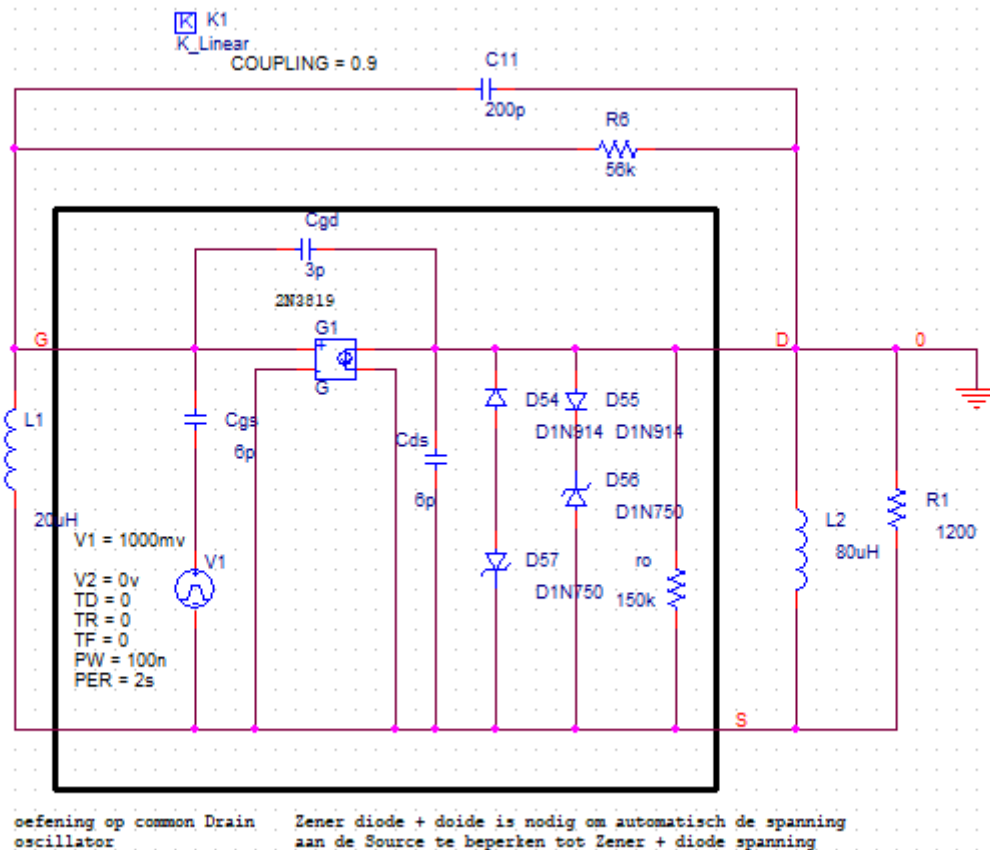 K K1
K_Linear
COUPLING = 0.9
C11
200p
R6
56k
Cgd
3p
2N3819
G1
G
D
0
G
L1
20uH
Cgs
6p
Cds
6p
D54
D1N914
D55
D1N914
D56
D1N750
D57
D1N750
ro
150k
L2
80uH
R1
1200
V1 = 1000mv
V2 = 0v
TD = 0
TR = 0
TF = 0
PW = 100n
PER = 2s
V1
S
oefening op common Drain
oscillator
Zener diode + doide is nodig om automatisch de spanning
aan de Source te beperken tot Zener + diode spanning